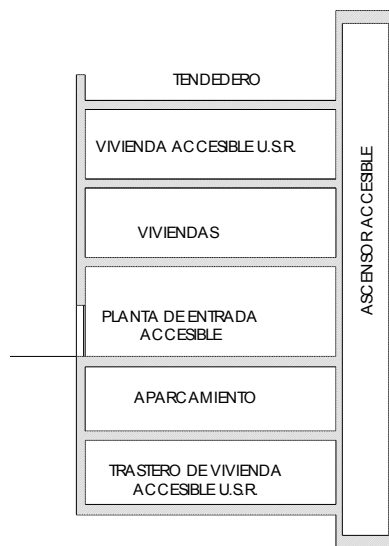 TENDEDERO
VIVIENDA ACCESIBLE U.S.R.
VIVIENDAS
PLANTA DE ENTRADA
ACCESIBLE
APARCAMIENTO
TRASTERO DE VIVIENDA
ACCESIBLE U.S.R.
ASCENSOR ACCESIBLE